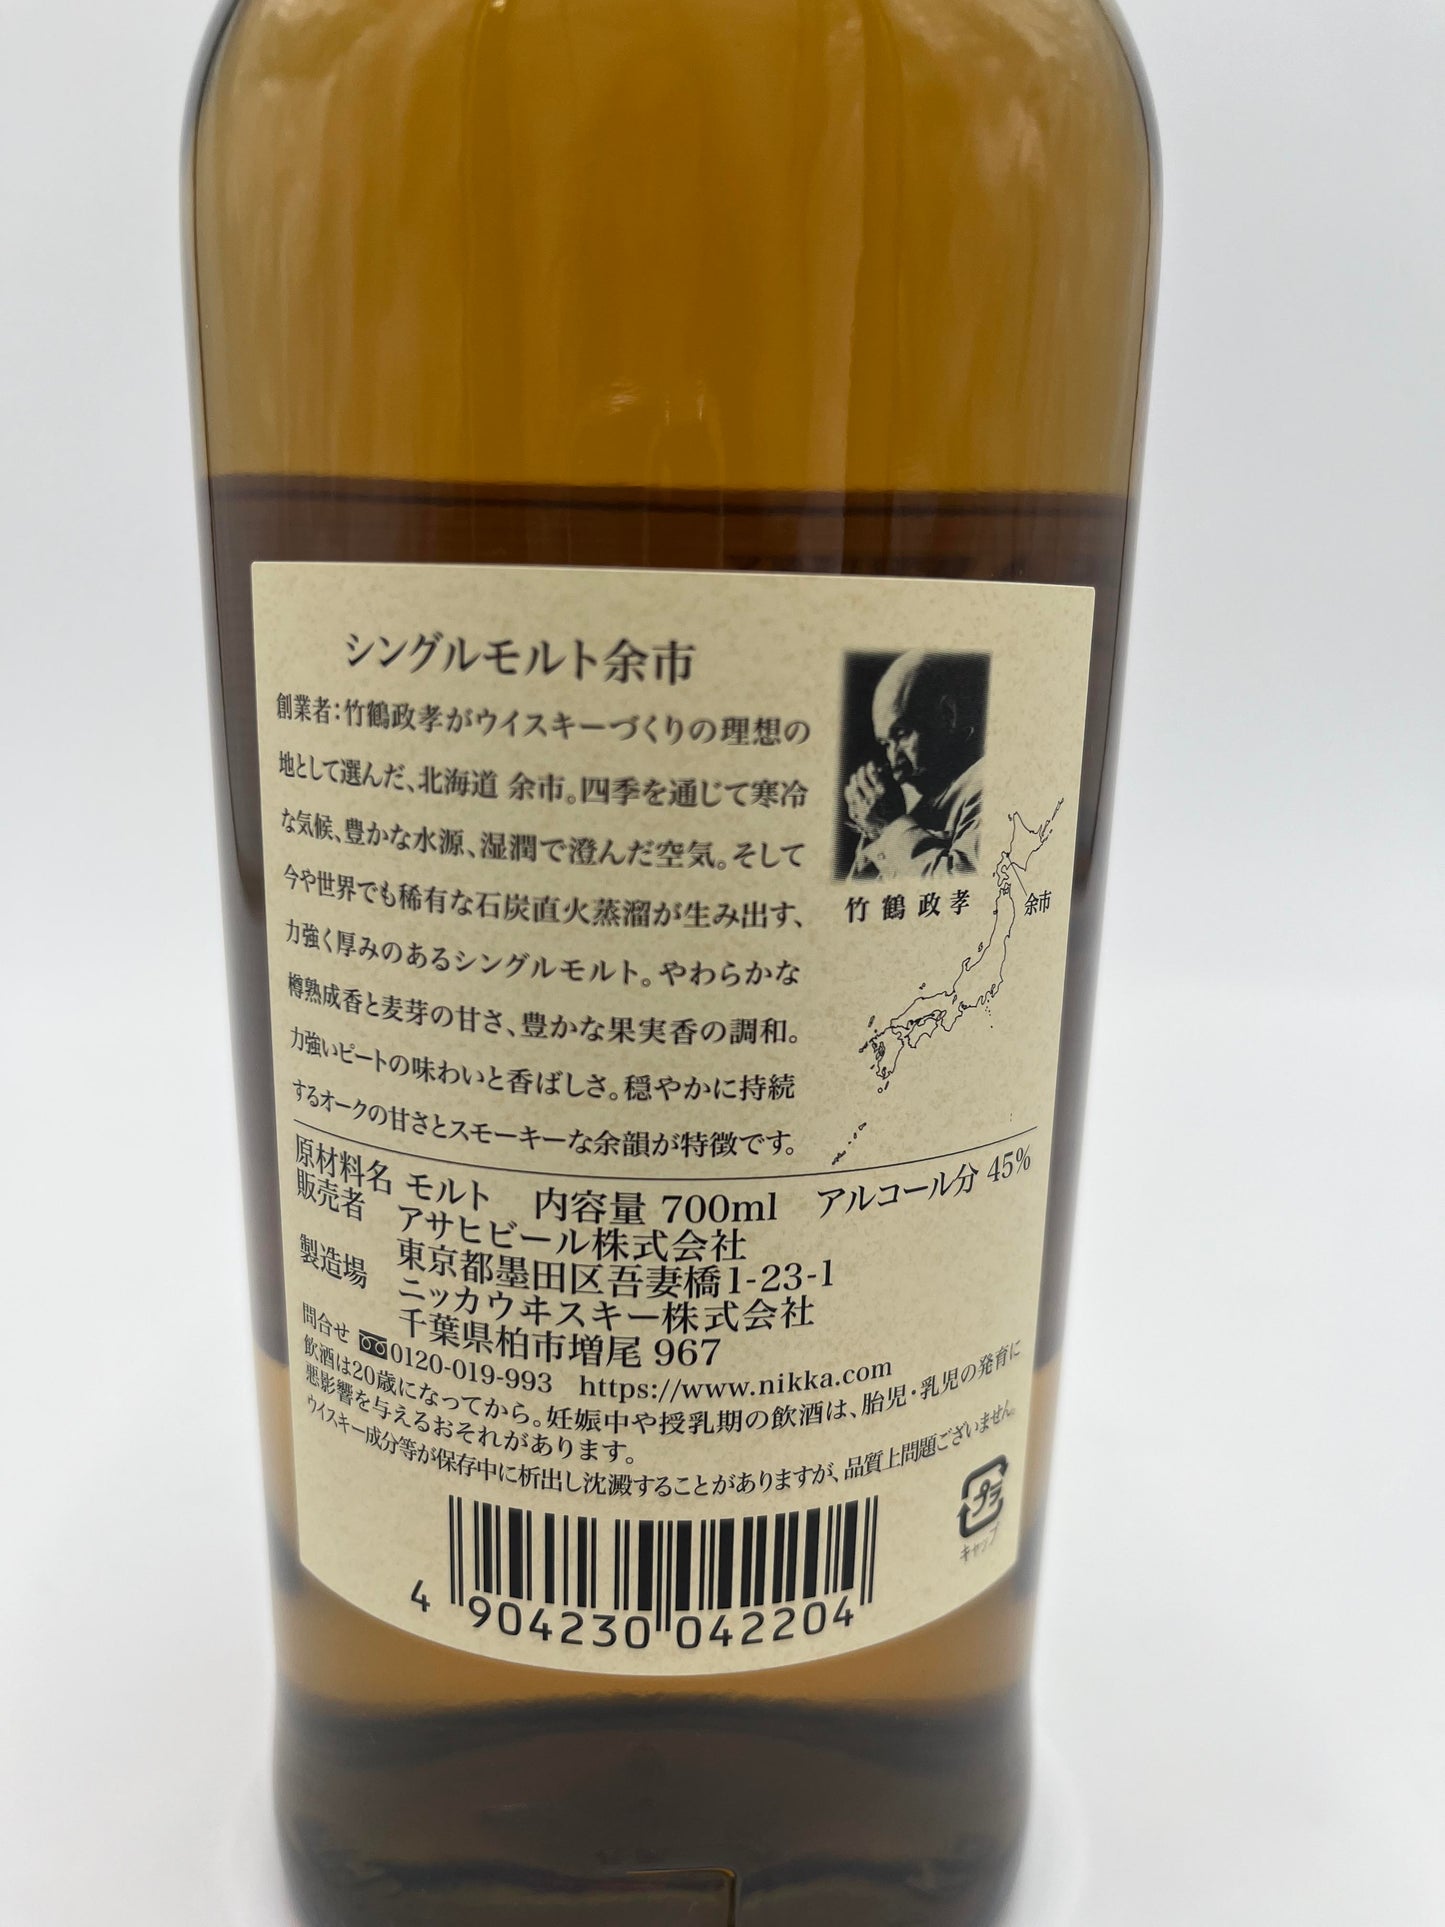 シングルモルト余市
創業者:竹鶴政孝がウイスキーづくりの理想の
地として選んだ、北海道 余市。四季を通じて寒冷
な気候、豊かな水源、湿潤で澄んだ空気。そして
今や世界でも稀有な石炭直火蒸溜が生み出す、
力強く厚みのあるシングルモルト。やわらかな
樽熟成香と麦芽の甘さ、豊かな果実香の調和。
力強いピートの味わいと香ばしさ。穏やかに持続
するオークの甘さとスモーキーな余韻が特徴です。
竹鶴政孝
余市
原材料名 モルト 内容量 700ml アルコール分 45%
販売者 アサヒビール株式会社
東京都墨田区吾妻橋1-23-1
製造場 ニッカウヰスキー株式会社
千葉県柏市増尾 967
問合せ 0120-019-993 https://www.nikka.com
飲酒は20歳になってから。妊娠中や授乳期の飲酒は、胎児・乳児の発育に
悪影響を与えるおそれがあります。
ウイスキー成分等が保存中に析出し沈澱することがありますが、品質上問題ございません。
プラ
キャップ
4 904230 042204